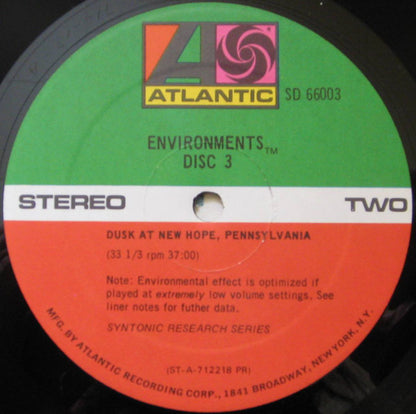 ATLANTIC
SD 66003
ENVIRONMENTS™
DISC 3
STEREO
TWO
DUSK AT NEW HOPE, PENNSYLVANIA
(33 1/3 rpm 37:00)
Note: Environmental effect is optimized if
played at extremely low volume settings. See
liner notes for futher data.
SYNTONIC RESEARCH SERIES
(ST-A-712218 PR)
MFG. BY ATLANTIC RECORDING CORP., 1841 BROADWAY, NEW YORK, N.Y.